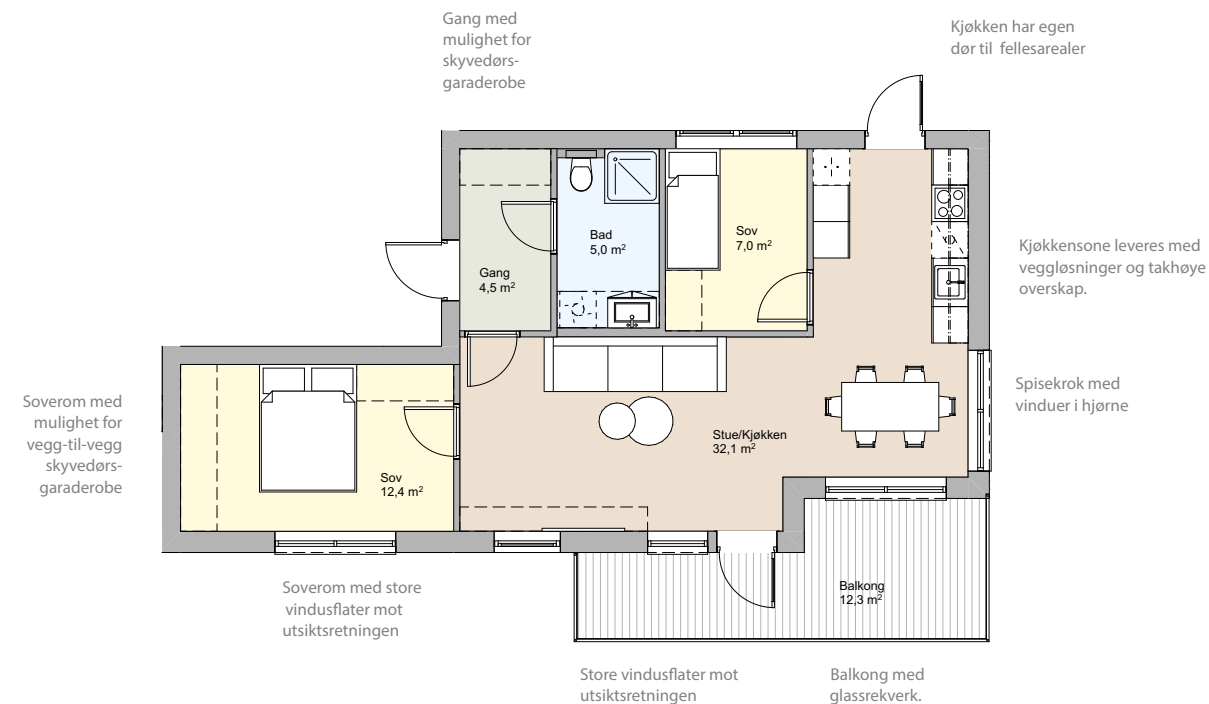 Gang med
mulighet for
skyvedørs-
garaderobe
Kjøkken har egen
dør til fellesarealer
Bad
5,0 m²
Sov
7,0 m²
Gang
4,5 m²
Kjøkkensone leveres med
veggløsninger og takhøye
overskap.
Spisekrok med
vinduer i hjørne
Soverom med
mulighet for
vegg-til-vegg
skyvedørs-
garaderobe
Stue/Kjøkken
32,1 m²
Sov
12,4 m²
Balkong
12,3 m²
Soverom med store
vindusflater mot
utsiktsretningen
Store vindusflater mot
utsiktsretningen
Balkong med
glassrekverk.